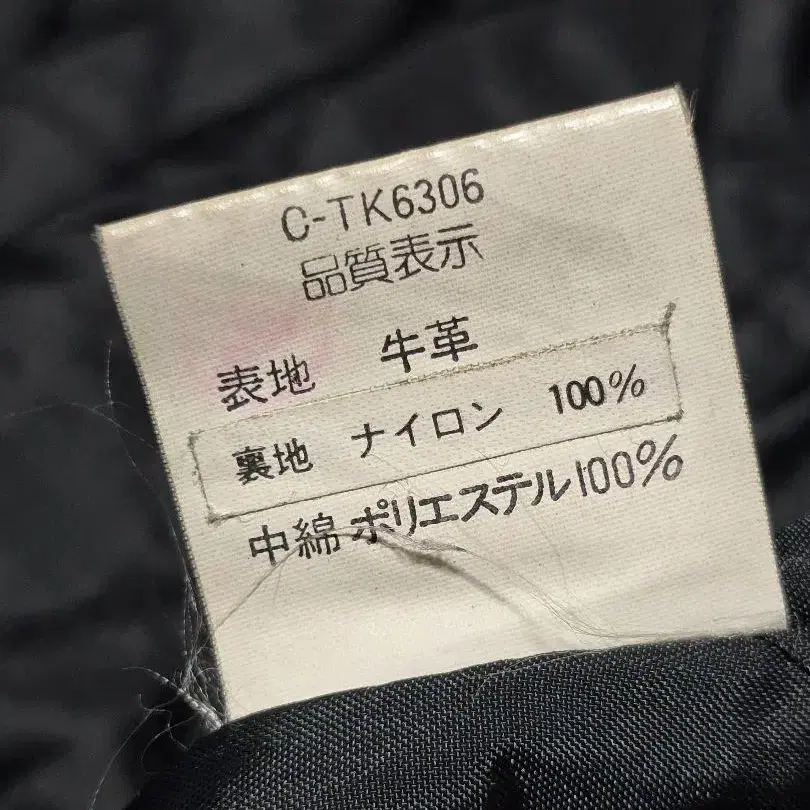 C-TK6306
品質表示
表地 牛革
裏地 ナイロン 100%
中綿 ポリエステル100%